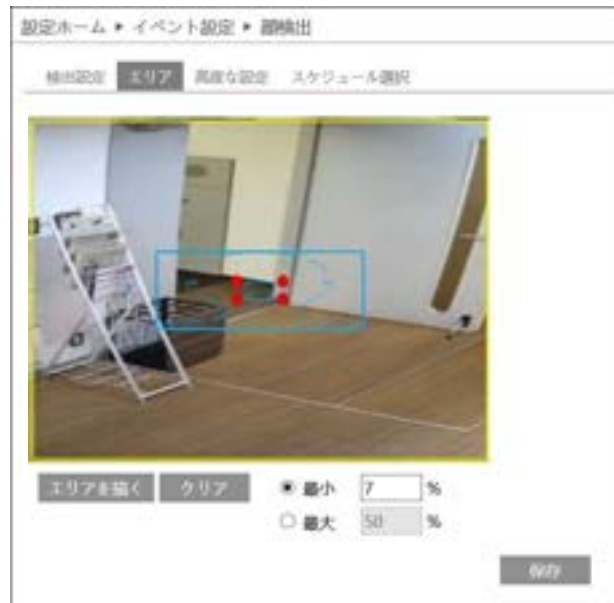 設定ホーム ▸ イベント設定 ▸ 顔検出
検出設定 エリア 高度な設定 スケジュール選択
エリアを描く クリア 最小 7 %
最大 50 %
保存